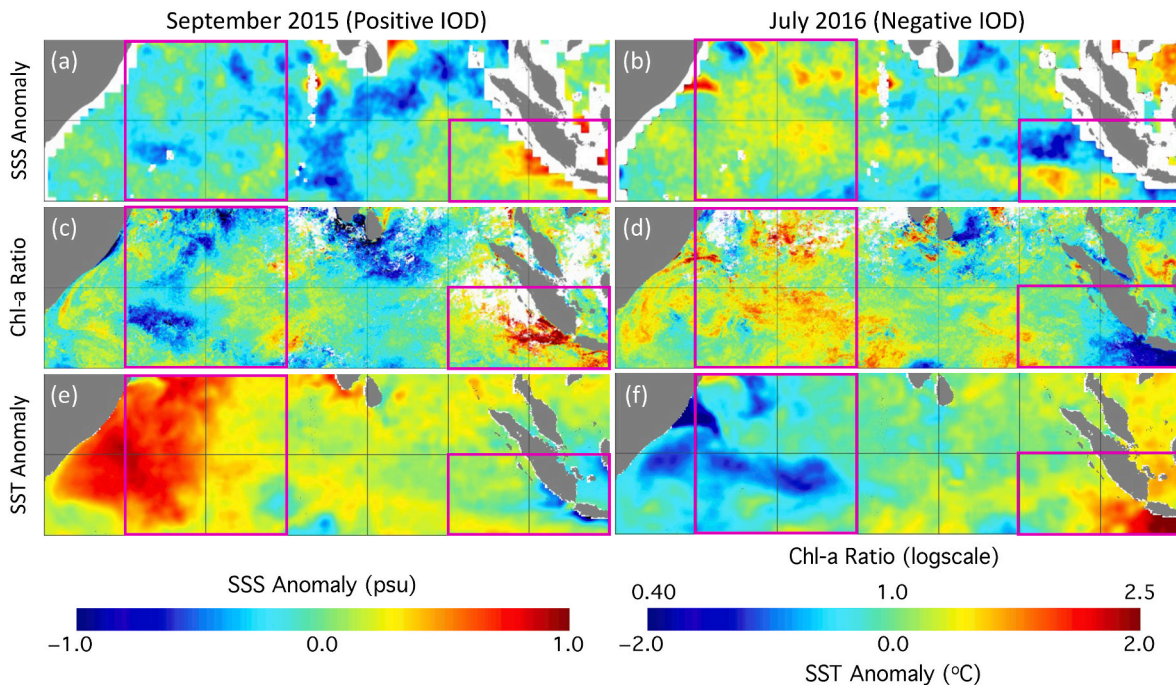 September 2015 (Positive IOD) July 2016 (Negative IOD)
SSS Anomaly (a) (b)
Chl-a Ratio (c) (d)
SST Anomaly (e) (f)
Chl-a Ratio (logscale)
SSS Anomaly (psu) 0.40 1.0 2.5
−1.0 0.0 1.0 −2.0 0.0 2.0
SST Anomaly (°C)